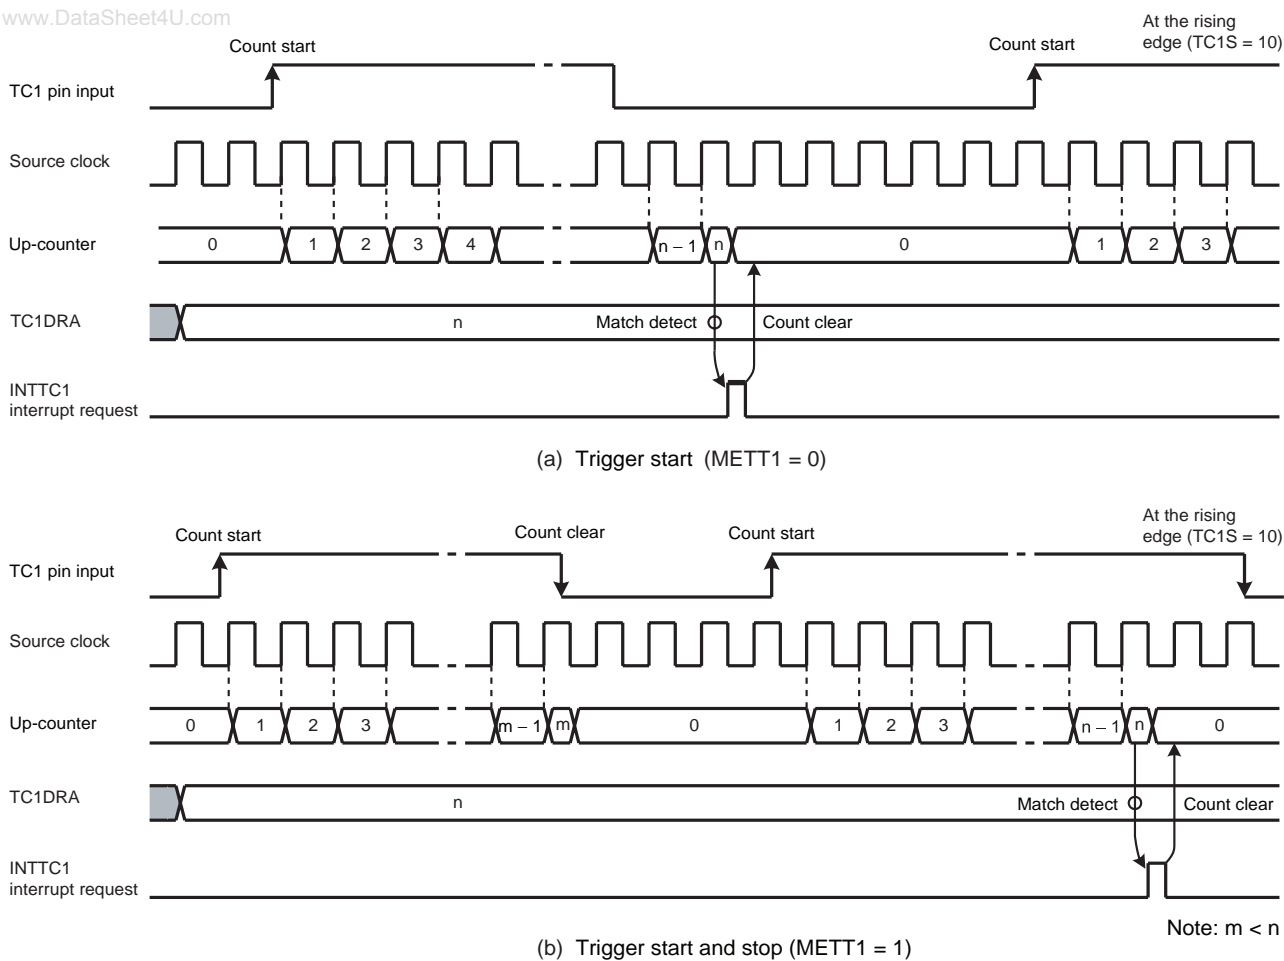 www.DataSheet4U.com
At the rising
edge (TC1S = 10)
Count start
Count start
TC1 pin input
Source clock
Up-counter
0
1
2
3
4
n – 1
n
0
1
2
3
TC1DRA
n
Match detect
Count clear
INTTC1
interrupt request
(a) Trigger start (METT1 = 0)
At the rising
edge (TC1S = 10)
Count start
Count clear
Count start
TC1 pin input
Source clock
Up-counter
0
1
2
3
m – 1
m
0
1
2
3
n – 1
n
0
TC1DRA
n
Match detect
Count clear
INTTC1
interrupt request
Note: m < n
(b) Trigger start and stop (METT1 = 1)